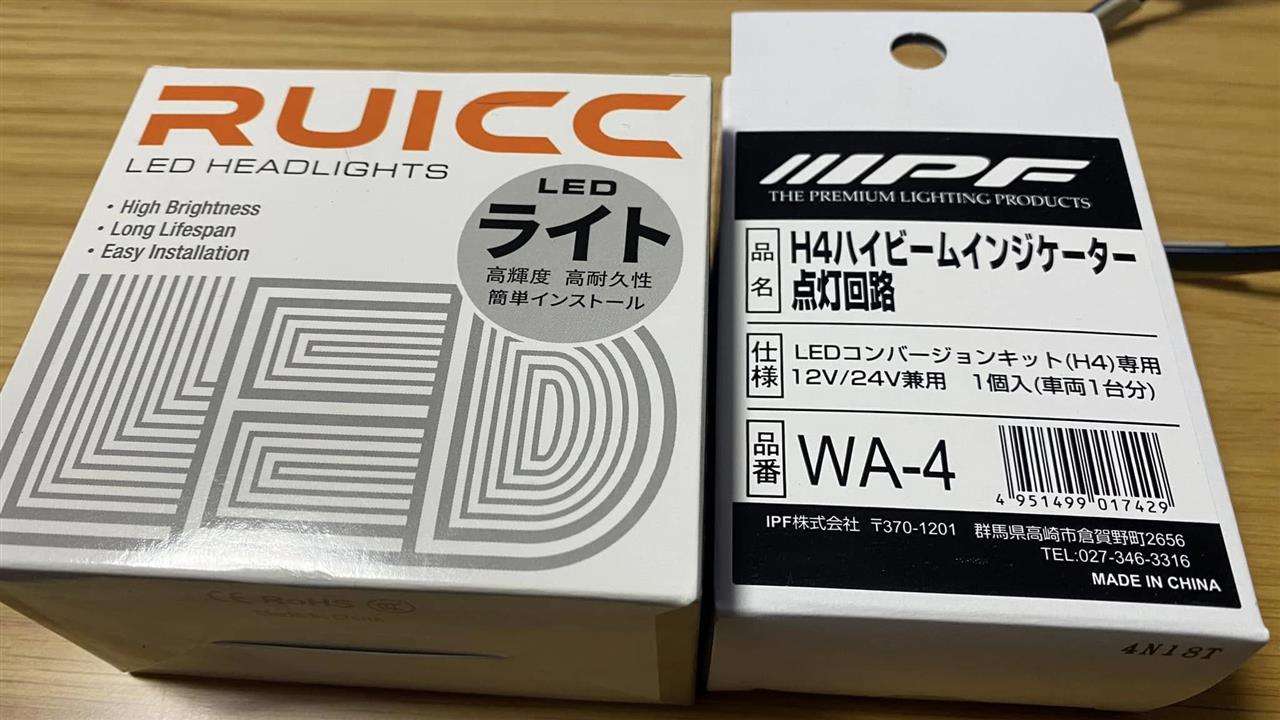 RUICC
LED HEADLIGHTS
• High Brightness
• Long Lifespan
• Easy Installation
LED
ライト
高輝度 高耐久性
簡単インストール
LED
CE RoHS
IPF
THE PREMIUM LIGHTING PRODUCTS
品名 H4ハイビームインジケーター
点灯回路
仕様 LEDコンバージョンキット(H4)専用
12V/24V兼用 1個入(車両1台分)
品番 WA-4
4 951499 017429
IPF株式会社 〒370-1201 群馬県高崎市倉賀野町2656
TEL:027-346-3316
MADE IN CHINA
4N18T